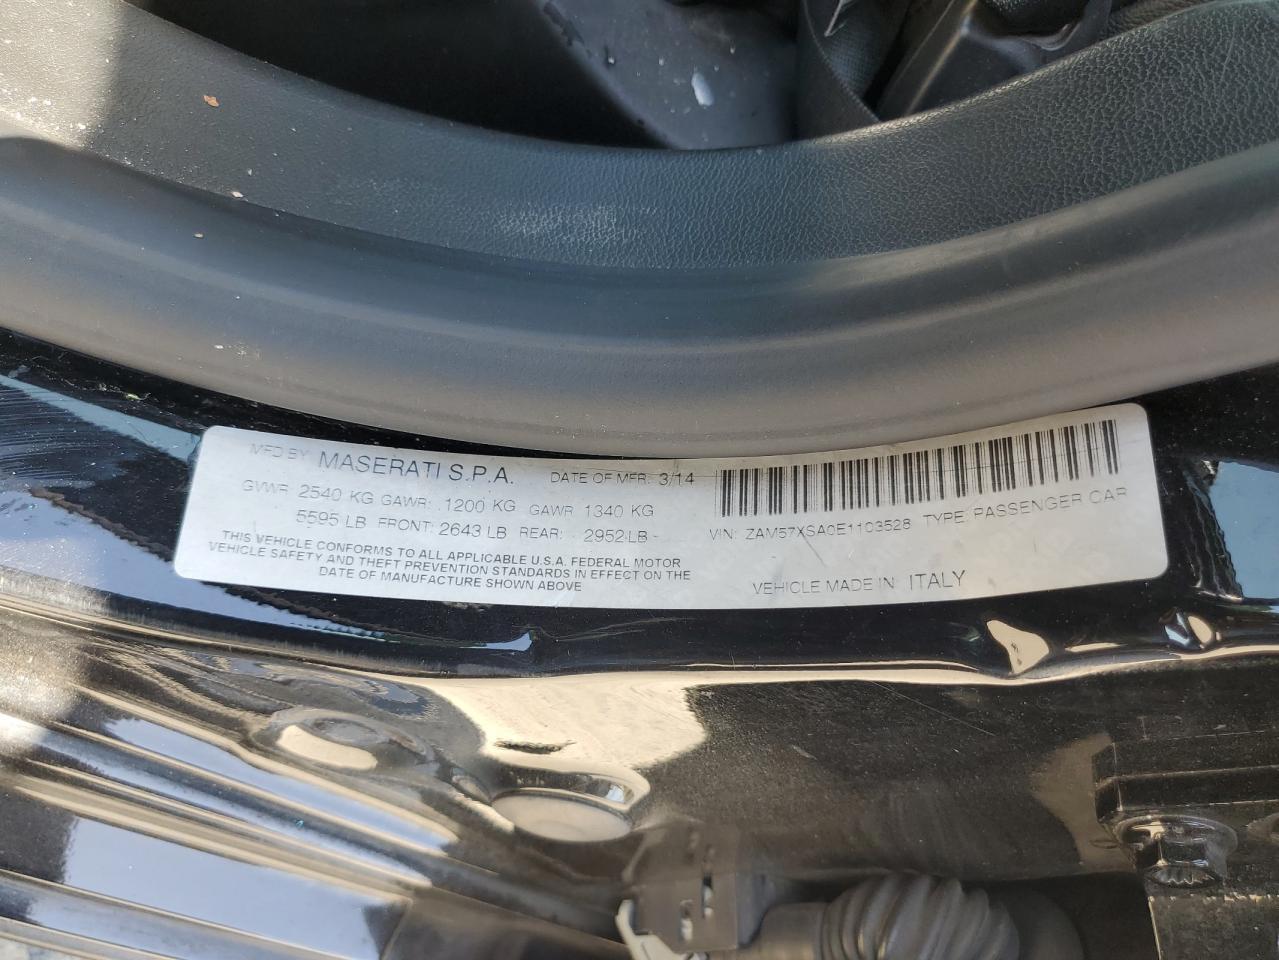 MFD BY MASERATI S.P.A. DATE OF MFR: 3/14
GVWR 2540 KG GAWR: 1200 KG GAWR 1340 KG
5595 LB FRONT: 2643 LB REAR: 2952 LB
VIN: ZAM57XSA0E1103528 TYPE: PASSENGER CAR
THIS VEHICLE CONFORMS TO ALL APPLICABLE U.S.A. FEDERAL MOTOR
VEHICLE SAFETY AND THEFT PREVENTION STANDARDS IN EFFECT ON THE
DATE OF MANUFACTURE SHOWN ABOVE
VEHICLE MADE IN ITALY